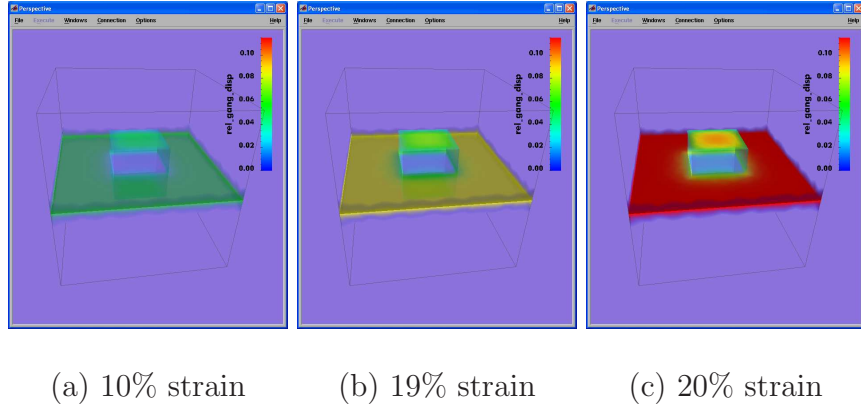 Perspective
File Execute Windows Connection Options Help
0.10
0.08
0.06
0.04
0.02
0.00
rel_gang_disp
Perspective
File Execute Windows Connection Options Help
0.10
0.08
0.06
0.04
0.02
0.00
rel_gang_disp
Perspective
File Execute Windows Connection Options Help
0.10
0.08
0.06
0.04
0.02
0.00
rel_gang_disp
(a) 10% strain
(b) 19% strain
(c) 20% strain